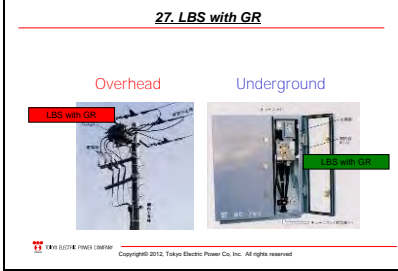 27. LBS with GR
Overhead
Underground
LBS with GR
LBS with GR
TOKYO ELECTRIC POWER COMPANY
Copyright© 2012, Tokyo Electric Power Co, Inc. All rights reserved